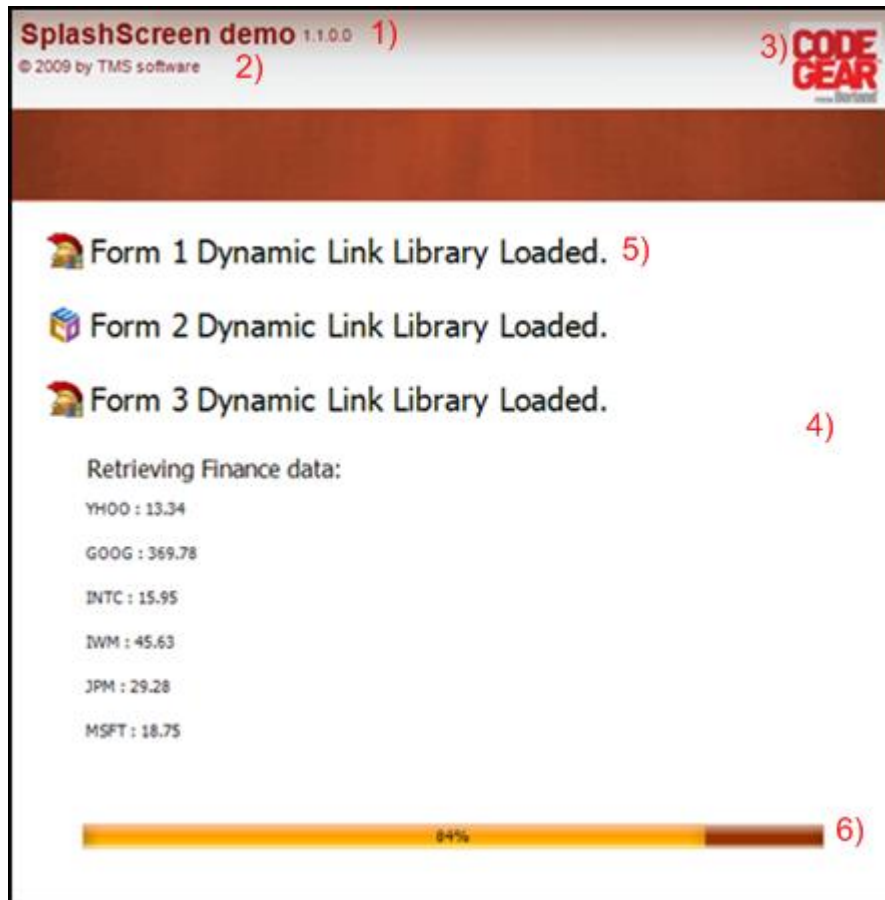 SplashScreen demo 1.1.0.0 1)
© 2009 by TMS software 2)
3) CODE
GEAR
from Borland
Form 1 Dynamic Link Library Loaded. 5)
Form 2 Dynamic Link Library Loaded.
Form 3 Dynamic Link Library Loaded.
4)
Retrieving Finance data:
YHOO : 13.34
GOOG : 369.78
INTC : 15.95
IWM : 45.63
JPM : 29.28
MSFT : 18.75
84% 6)